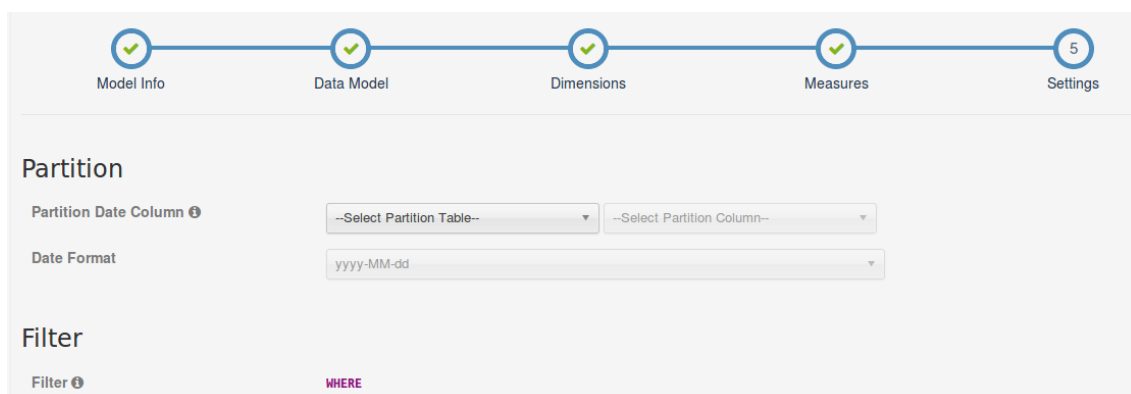 5
Model Info Data Model Dimensions Measures Settings
Partition
Partition Date Column --Select Partition Table-- --Select Partition Column--
Date Format yyyy-MM-dd
Filter
Filter WHERE